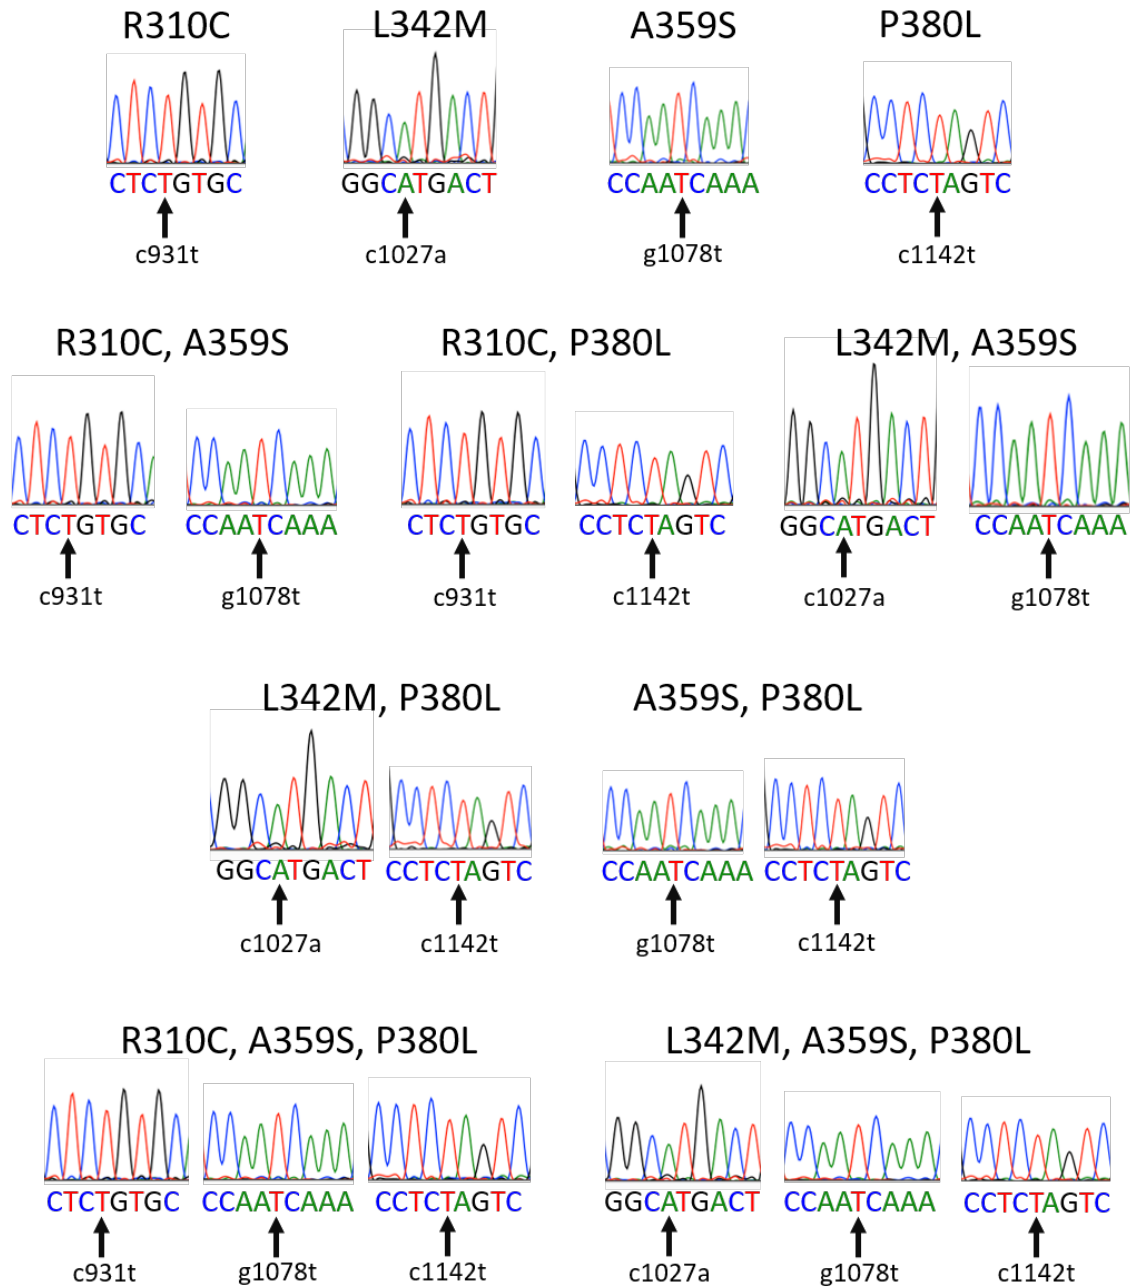 R310C L342M A359S P380L
CTCTGTGC GGCATGACT CCAATCAAA CCTCTAGTC
c931t c1027a g1078t c1142t
R310C, A359S R310C, P380L L342M, A359S
CTCTGTGC CCAATCAAA CTCTGTGC CCTCTAGTC GGCATGACT CCAATCAAA
c931t g1078t c931t c1142t c1027a g1078t
L342M, P380L A359S, P380L
GGCATGACT CCTCTAGTC CCAATCAAA CCTCTAGTC
c1027a c1142t g1078t c1142t
R310C, A359S, P380L L342M, A359S, P380L
CTCTGTGC CCAATCAAA CCTCTAGTC GGCATGACT CCAATCAAA CCTCTAGTC
c931t g1078t c1142t c1027a g1078t c1142t